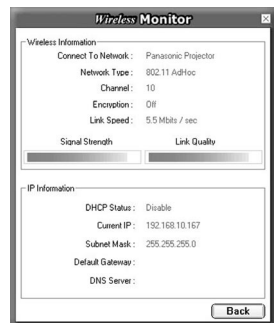 Wireless Monitor
Wireless Information
Connect To Network : Panasonic Projector
Network Type : 802.11 AdHoc
Channel : 10
Encryption : Off
Link Speed : 5.5 Mbits / sec
Signal Strength Link Quality
IP Information
DHCP Status : Disable
Current IP : 192.168.10.167
Subnet Mask : 255.255.255.0
Default Gateway :
DNS Server :
Back